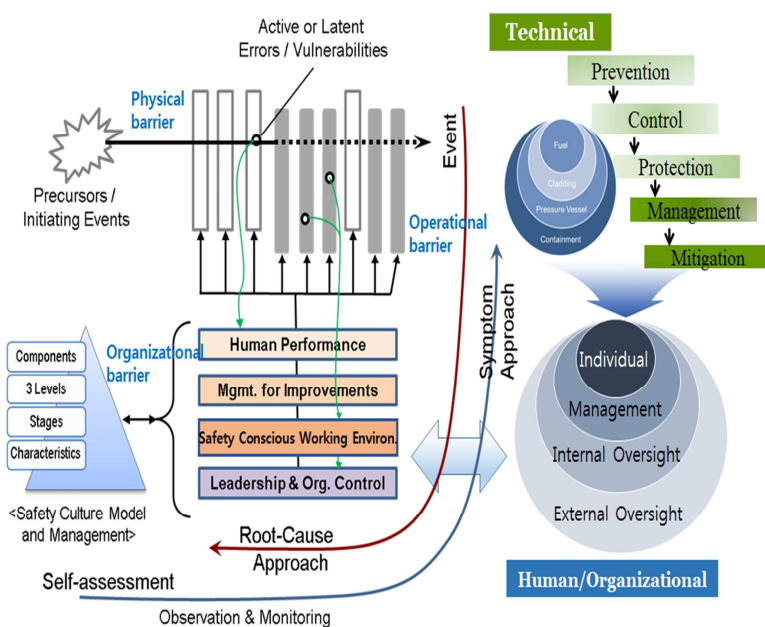 Active or Latent
Errors / Vulnerabilities
Physical
barrier
Precursors /
Initiating Events
Operational
barrier
Event
Technical
Prevention
Control
Protection
Management
Mitigation
Fuel
Cladding
Pressure Vessel
Containment
Symptom
Approach
Organizational
barrier
Components
3 Levels
Stages
Characteristics
<Safety Culture Model
and Management>
Human Performance
Mgmt. for Improvements
Safety Conscious Working Environ.
Leadership & Org. Control
Individual
Management
Internal Oversight
External Oversight
Root-Cause
Approach
Self-assessment
Observation & Monitoring
Human/Organizational